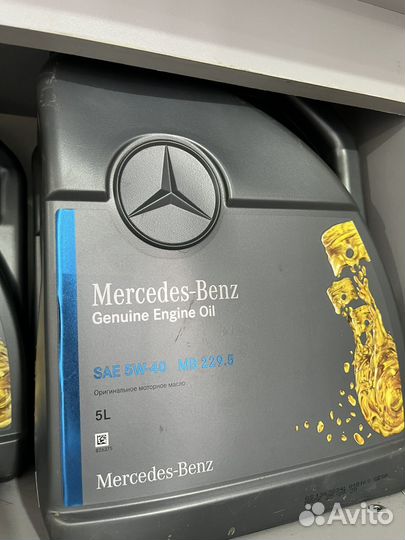 Mercedes-Benz
Genuine Engine Oil
SAE 5W-40 MB 229.5
Оригинальное моторное масло
5L
Mercedes-Benz
Avito